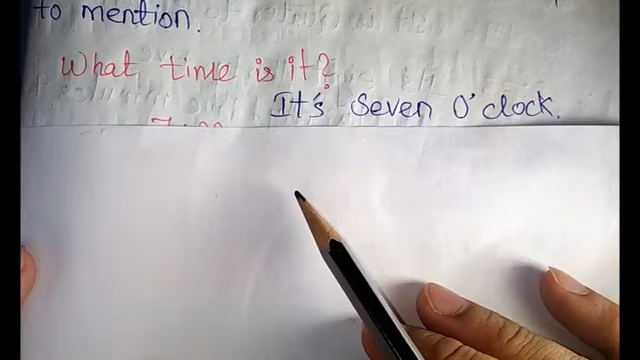 to mention.
What time is it?
It's seven O'clock.